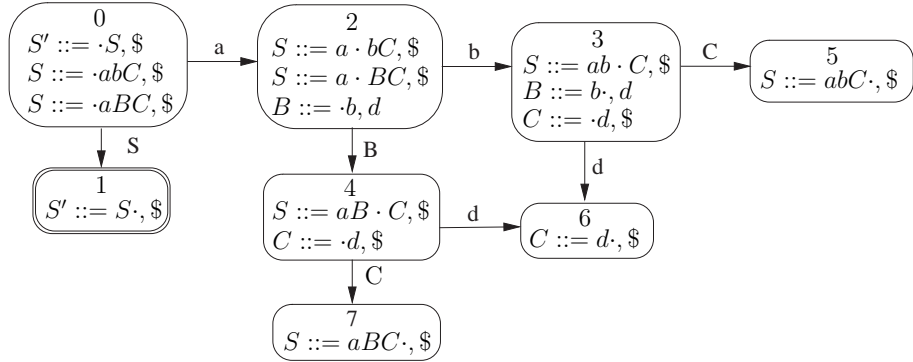 0
S' ::= ·S, $
S ::= ·abC, $
S ::= ·aBC, $
a
2
S ::= a · bC, $
S ::= a · BC, $
B ::= ·b, d
b
3
S ::= ab · C, $
B ::= b·, d
C ::= ·d, $
C
5
S ::= abC·, $
S
1
S' ::= S·, $
B
4
S ::= aB · C, $
C ::= ·d, $
d
d
6
C ::= d·, $
C
7
S ::= aBC·, $